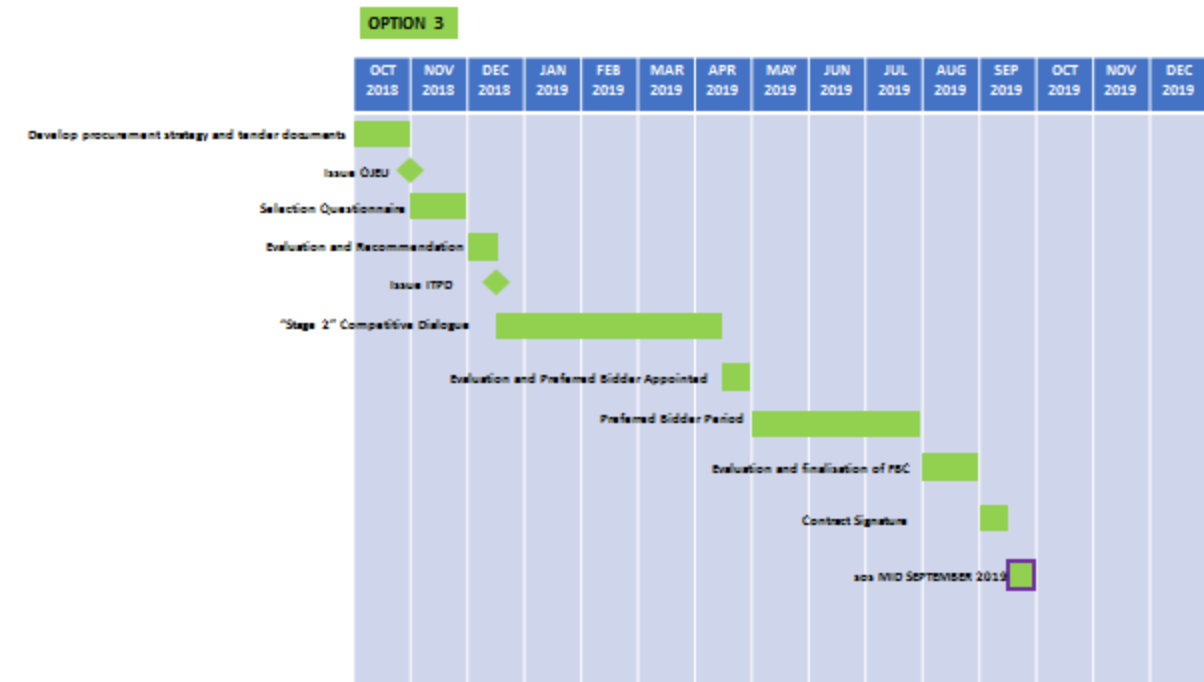 OPTION 3
OCT NOV DEC JAN FEB MAR APR MAY JUN JUL AUG SEP OCT NOV DEC
2018 2018 2018 2019 2019 2019 2019 2019 2019 2019 2019 2019 2019 2019 2019
Develop procurement strategy and tender documents
Issue OJEU
Selection Questionnaire
Evaluation and Recommendation
Issue ITPD
"Stage 2" Competitive Dialogue
Evaluation and Preferred Bidder Appointed
Preferred Bidder Period
Evaluation and finalisation of FBC
Contract Signature
sos MID SEPTEMBER 2019